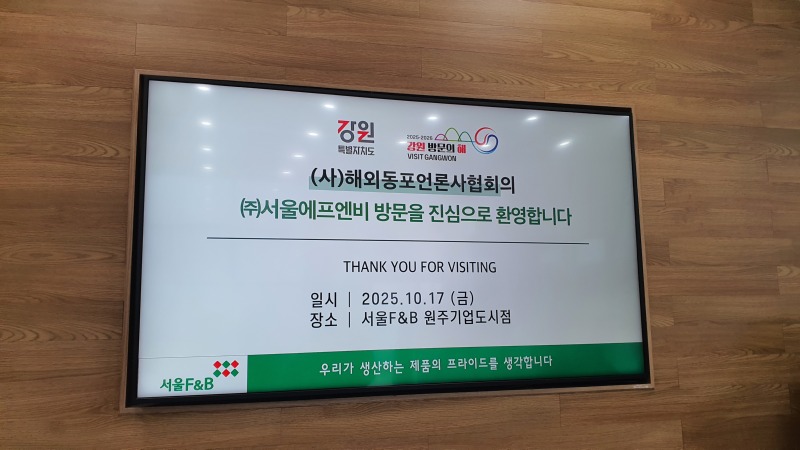 강원
특별자치도
2025-2026
강원 방문의 해
VISIT GANGWON
(사)해외동포언론사협회의
㈜서울에프엔비 방문을 진심으로 환영합니다
THANK YOU FOR VISITING
일시 | 2025.10.17 (금)
장소 | 서울F&B 원주기업도시점
서울F&B
우리가 생산하는 제품의 프라이드를 생각합니다